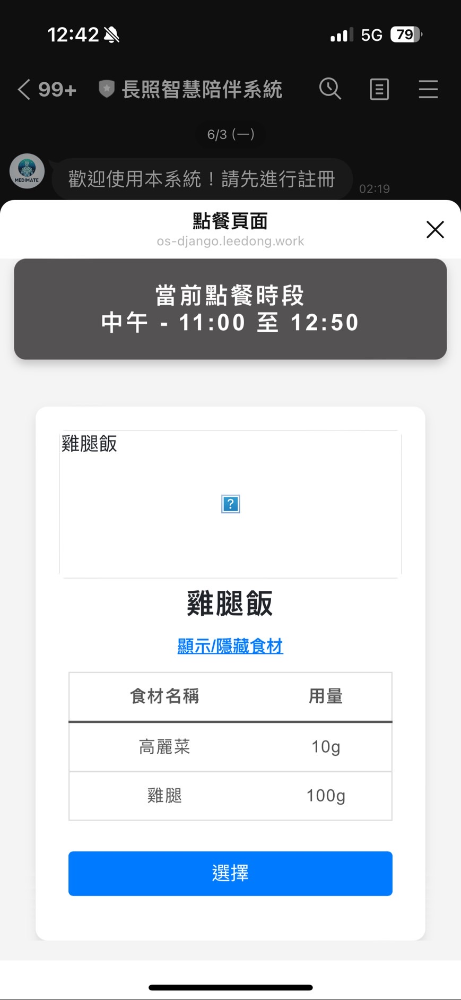 12:42
5G
79
99+
長照智慧陪伴系統
6/3 (一)
MEDIMATE
歡迎使用本系統！請先進行註冊
02:19
點餐頁面
os-django.leedong.work
當前點餐時段
中午 - 11:00 至 12:50
雞腿飯
?
雞腿飯
顯示/隱藏食材
食材名稱 用量
高麗菜 10g
雞腿 100g
選擇